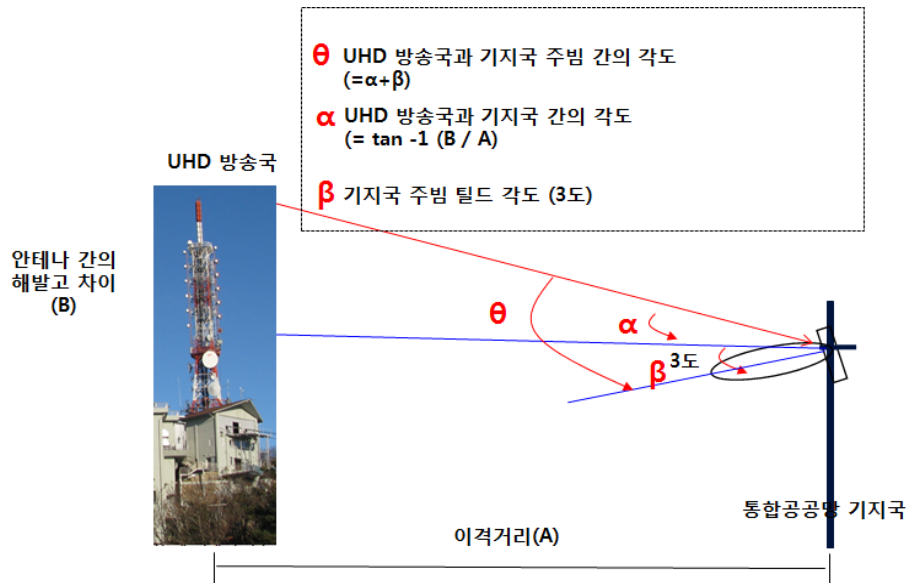 θ UHD 방송국과 기지국 주빔 간의 각도
(=α+β)
α UHD 방송국과 기지국 간의 각도
(= tan -1 (B / A)
β 기지국 주빔 틸드 각도 (3도)
UHD 방송국
안테나 간의
해발고 차이
(B)
θ
α
β 3도
통합공공망 기지국
이격거리(A)